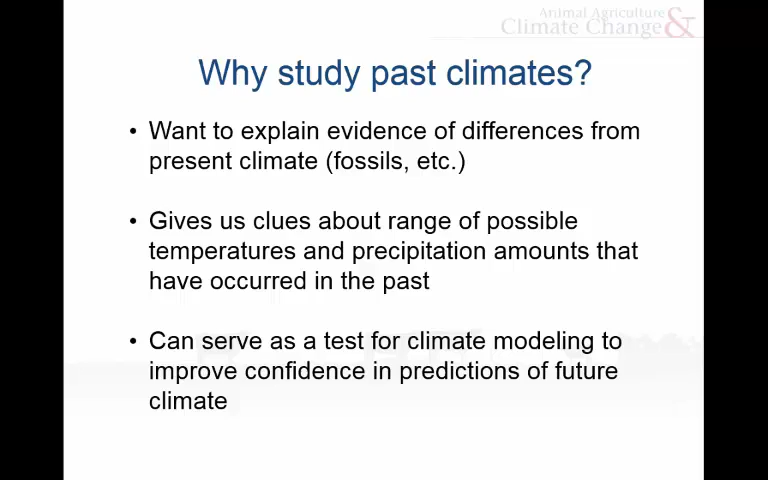 Animal Agriculture
Climate Change &
Why study past climates?
• Want to explain evidence of differences from
present climate (fossils, etc.)
• Gives us clues about range of possible
temperatures and precipitation amounts that
have occurred in the past
• Can serve as a test for climate modeling to
improve confidence in predictions of future
climate